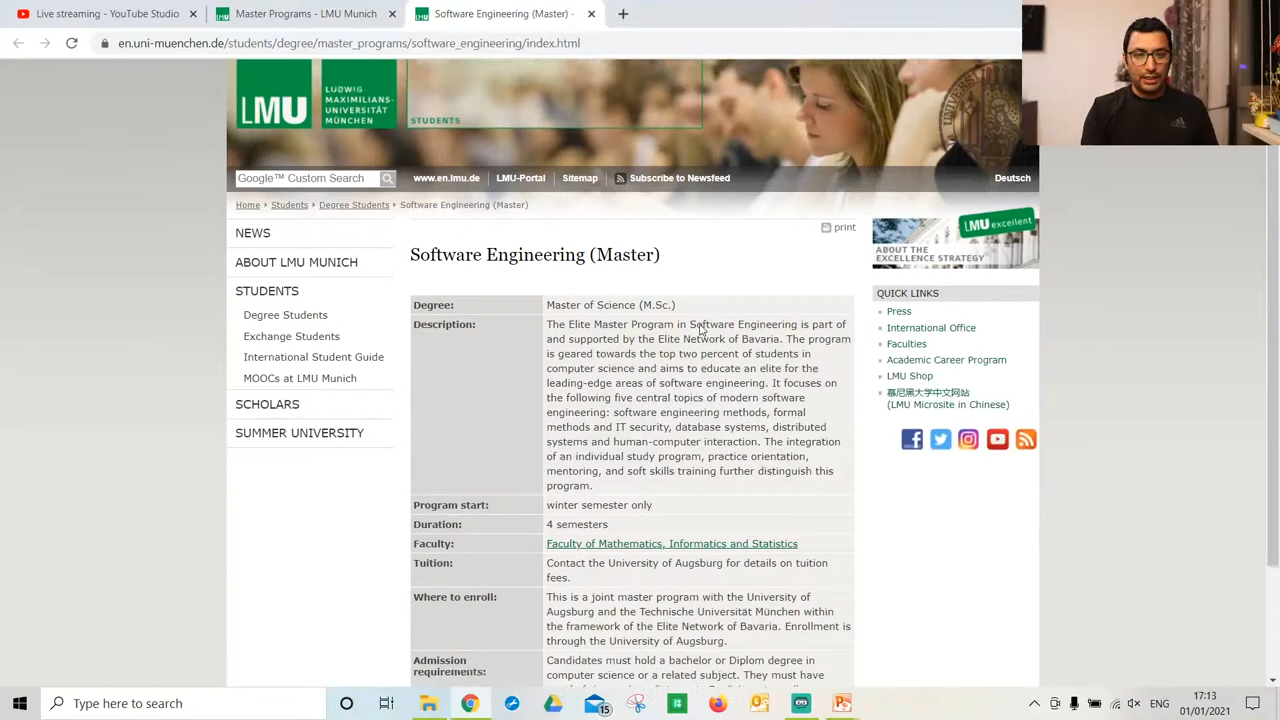 Live streaming - YouTube Studio
Master Programs - LMU Munich
Software Engineering (Master) -
en.uni-muenchen.de/students/degree/master_programs/software_engineering/index.html
LMU
LUDWIG
MAXIMILIANS-
UNIVERSITÄT
MÜNCHEN
STUDENTS
Google™ Custom Search
www.en.lmu.de
LMU-Portal
Sitemap
Subscribe to Newsfeed
Deutsch
Home
Students
Degree Students
Software Engineering (Master)
NEWS
ABOUT LMU MUNICH
STUDENTS
Degree Students
Exchange Students
International Student Guide
MOOCs at LMU Munich
SCHOLARS
SUMMER UNIVERSITY
print
Software Engineering (Master)
Degree: Master of Science (M.Sc.)
Description: The Elite Master Program in Software Engineering is part of
and supported by the Elite Network of Bavaria. The program
is geared towards the top two percent of students in
computer science and aims to educate an elite for the
leading-edge areas of software engineering. It focuses on
the following five central topics of modern software
engineering: software engineering methods, formal
methods and IT security, database systems, distributed
systems and human-computer interaction. The integration
of an individual study program, practice orientation,
mentoring, and soft skills training further distinguish this
program.
Program start: winter semester only
Duration: 4 semesters
Faculty: Faculty of Mathematics, Informatics and Statistics
Tuition: Contact the University of Augsburg for details on tuition
fees.
Where to enroll: This is a joint master program with the University of
Augsburg and the Technische Universität München within
the framework of the Elite Network of Bavaria. Enrollment is
through the University of Augsburg.
Admission Candidates must hold a bachelor or Diplom degree in
requirements: computer science or a related subject. They must have
LMU excellent
ABOUT THE
EXCELLENCE STRATEGY
QUICK LINKS
Press
International Office
Faculties
Academic Career Program
LMU Shop
慕尼黑大学中文网站
(LMU Microsite in Chinese)
Type here to search
15
ENG
17:13
01/01/2021